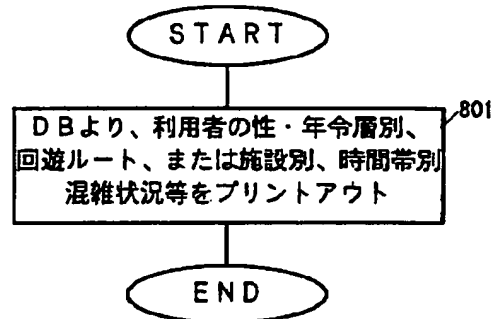 START
801
DBより、利用者の性・年令層別、
回遊ルート、または施設別、時間帯別
混雑状況等をプリントアウト
END